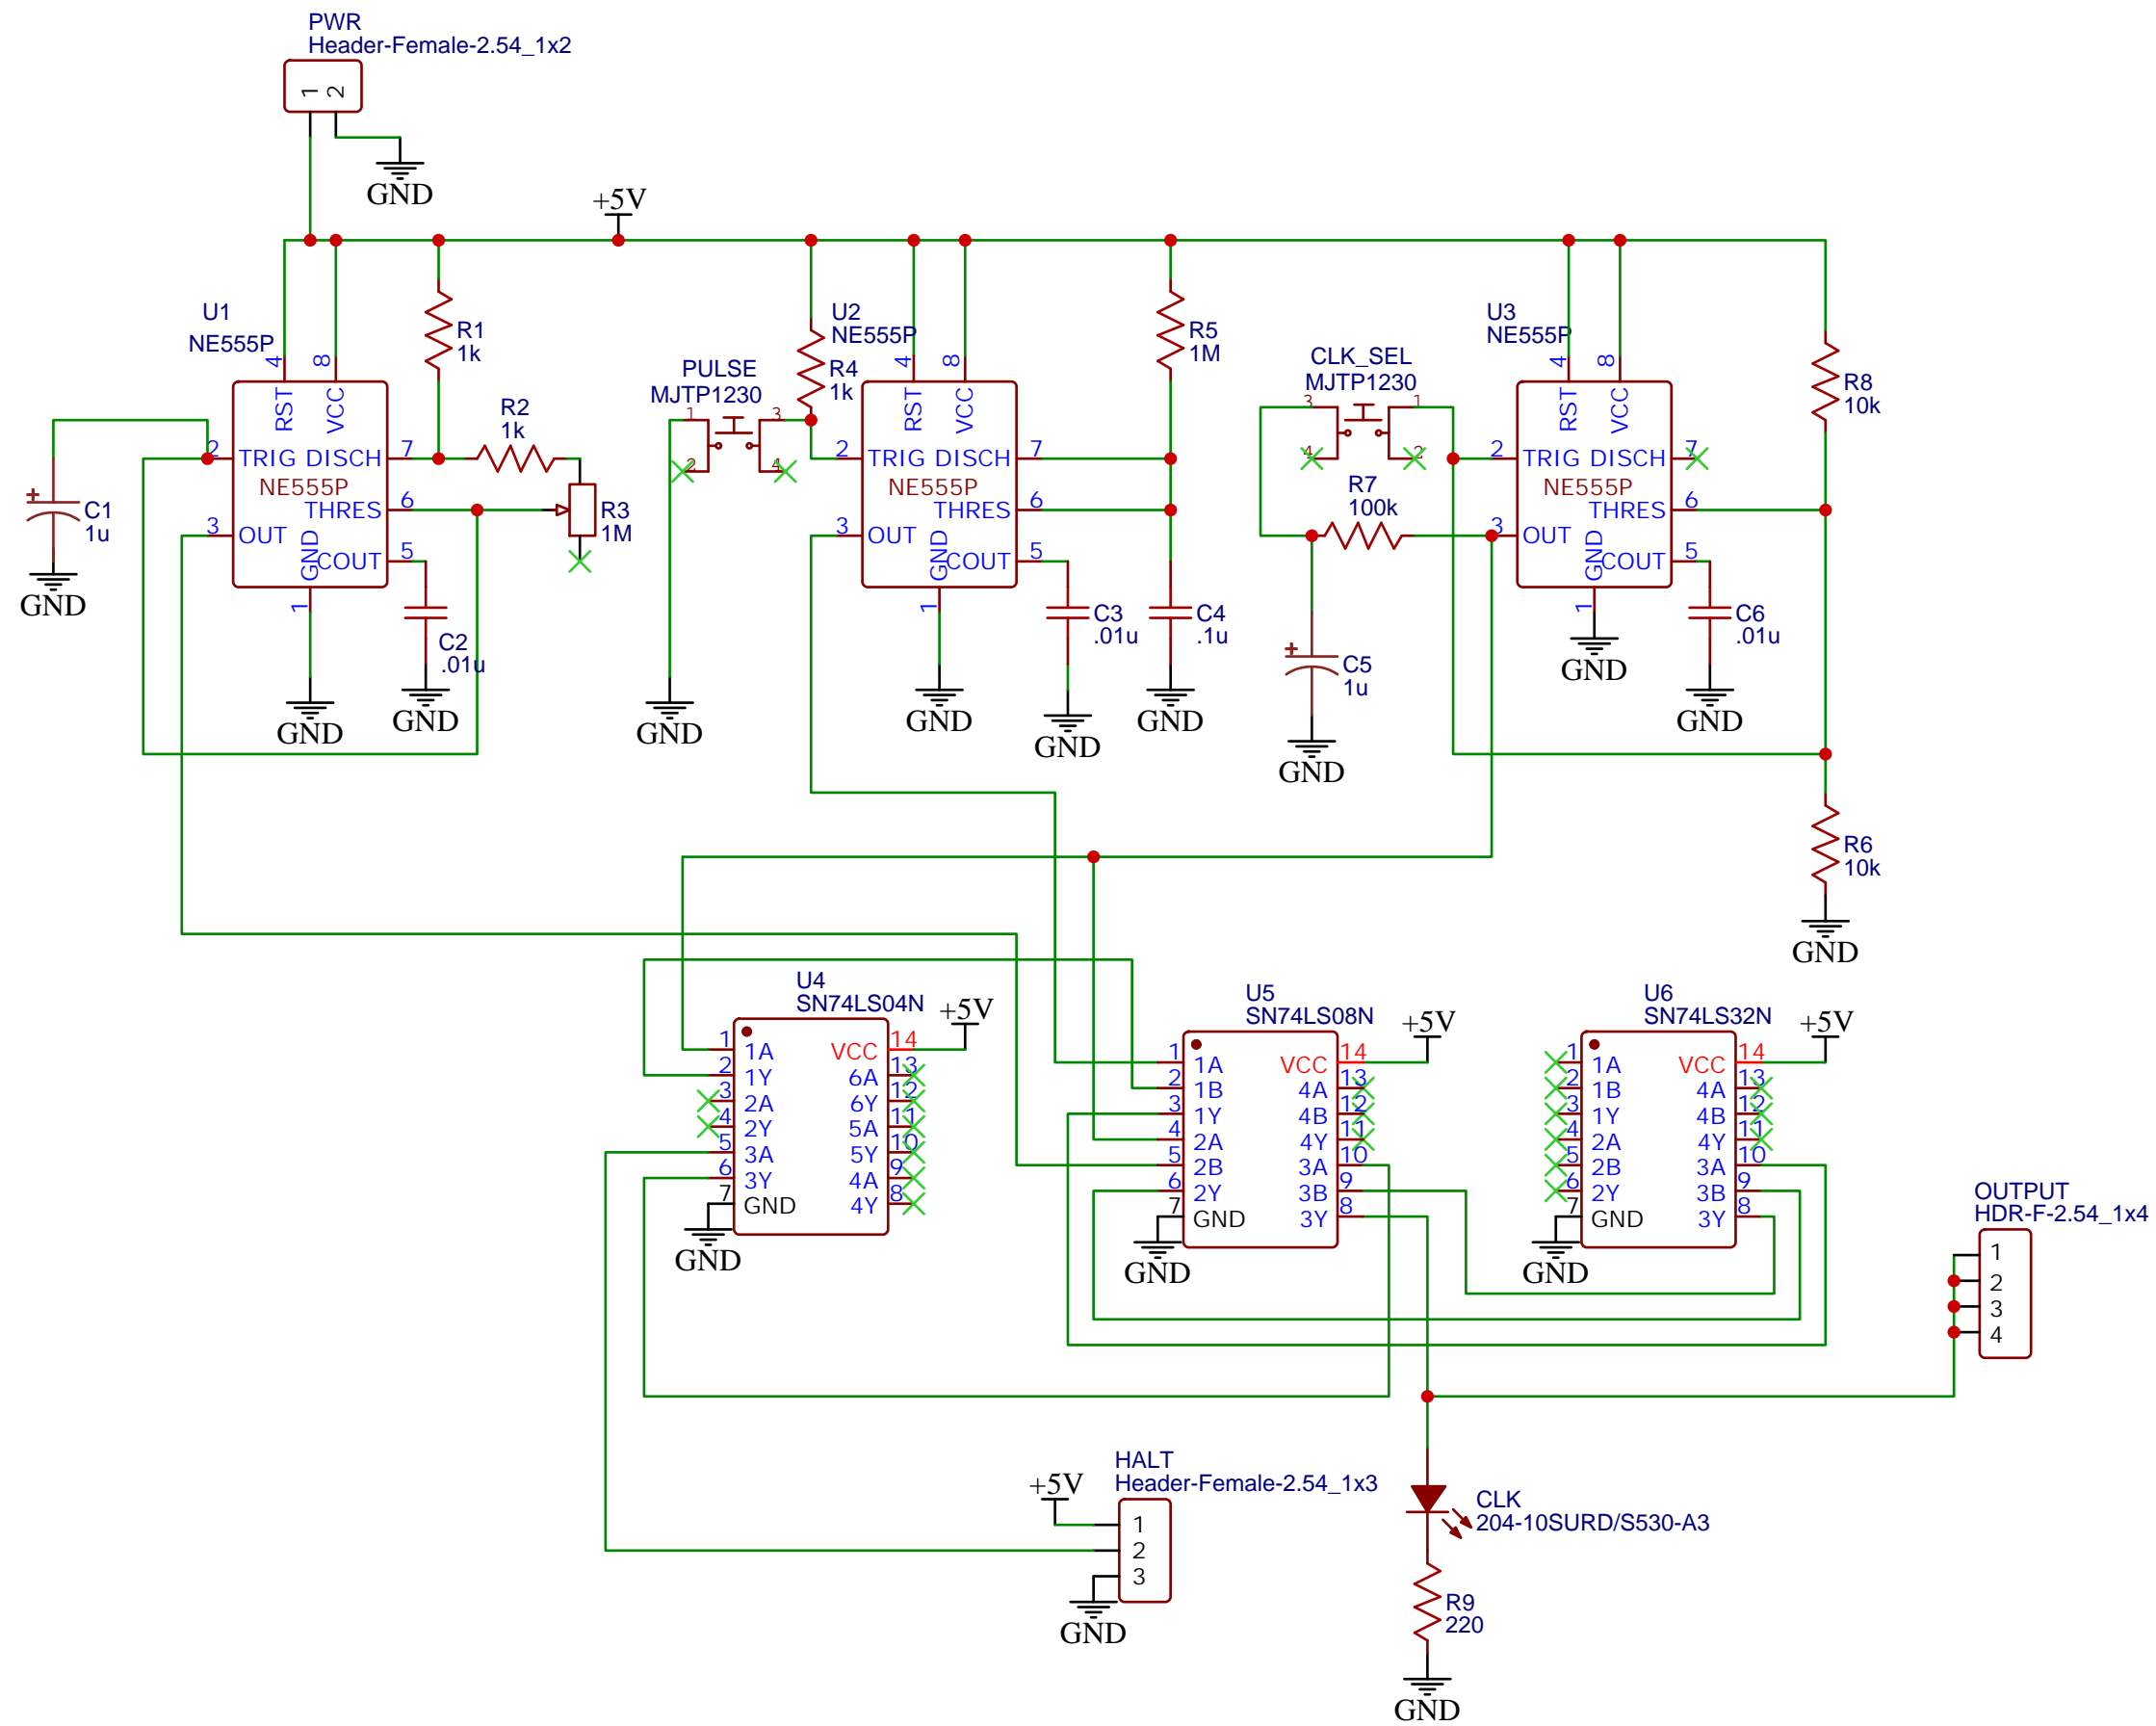 PWR
Header-Female-2.54_1x2
1
2
GND
+5V
U1
NE555P
4
8
RST
VCC
R1
1k
R2
1k
2
TRIG
DISCH
7
NE555P
THRES
6
R3
1M
3
OUT
GND
COUT
5
1
C1
1u
GND
C2
.01u
GND
GND
PULSE
MJTP1230
1
3
2
4
GND
U2
NE555P
R4
1k
4
8
RST
VCC
2
TRIG
DISCH
7
NE555P
THRES
6
3
OUT
GND
COUT
5
1
R5
1M
C3
.01u
C4
.1u
GND
GND
GND
CLK_SEL
MJTP1230
3
1
4
2
R7
100k
C5
1u
GND
U3
NE555P
4
8
RST
VCC
2
TRIG
DISCH
7
NE555P
THRES
6
3
OUT
GND
COUT
5
1
GND
C6
.01u
GND
R8
10k
R6
10k
GND
U4
SN74LS04N
+5V
1
1A
VCC
14
2
1Y
6A
13
3
2A
6Y
12
4
2Y
5A
11
5
3A
5Y
10
6
3Y
4A
9
7
GND
4Y
8
GND
U5
SN74LS08N
+5V
1
1A
VCC
14
2
1B
4A
13
3
1Y
4B
12
4
2A
4Y
11
5
2B
3A
10
6
2Y
3B
9
7
GND
3Y
8
GND
U6
SN74LS32N
+5V
1
1A
VCC
14
2
1B
4A
13
3
1Y
4B
12
4
2A
4Y
11
5
2B
3A
10
6
2Y
3B
9
7
GND
3Y
8
GND
OUTPUT
HDR-F-2.54_1x4
1
2
3
4
HALT
Header-Female-2.54_1x3
+5V
1
2
3
GND
CLK
204-10SURD/S530-A3
R9
220
GND